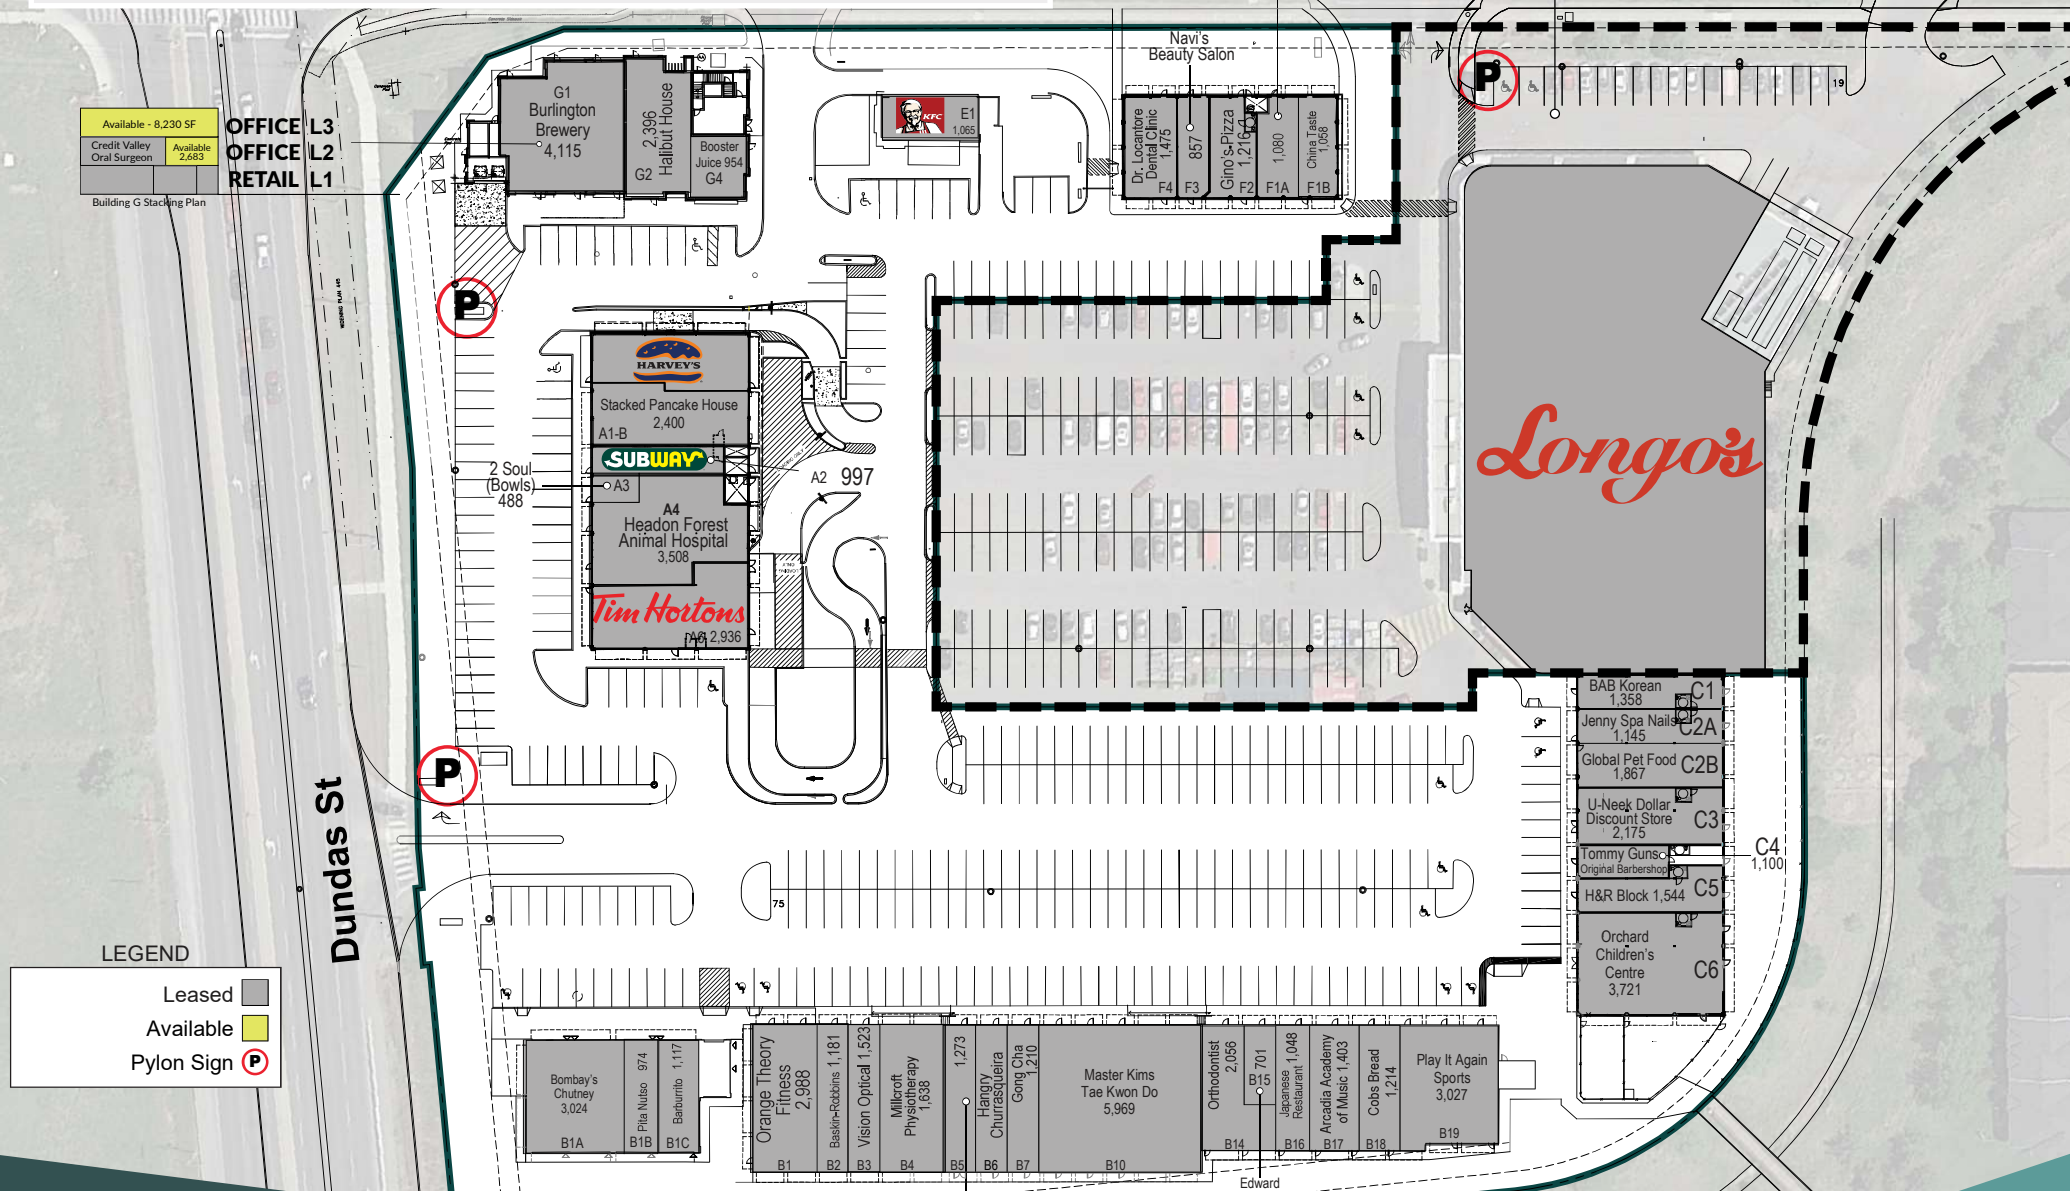 Navi's
Beauty Salon
Available - 8,230 SF
Credit Valley
Oral Surgeon
Available
2,683
OFFICE L3
OFFICE L2
RETAIL L1
Building G Stacking Plan
G1
Burlington
Brewery
4,115
2,396
Halibut House
G2
Booster
Juice 954
G4
KFC
E1
1,065
Dr. Locantore
Dental Clinic
1,475
F4
857
F3
Gino's Pizza
1,216
F2
1,080
F1A
China Taste
1,058
F1B
P
19
P
HARVEY'S
Stacked Pancake House
2,400
A1-B
SUBWAY
A2 997
2 Soul
(Bowls)
488
A3
A4
Headon Forest
Animal Hospital
3,508
Tim Hortons
2,936
Longo's
P
Dundas St
75
BAB Korean
1,358
C1
Jenny Spa Nails
1,145
C2A
Global Pet Food
1,867
C2B
U-Neek Dollar
Discount Store
2,175
C3
Tommy Guns
Original Barbershop
C4
1,100
H&R Block 1,544
C5
Orchard
Children's
Centre
3,721
C6
LEGEND
Leased
Available
Pylon Sign P
Bombay's
Chutney
3,024
B1A
Pita Nutso 974
B1B
Barburrito 1,117
B1C
Orange Theory
Fitness
2,988
B1
Baskin-Robbins 1,181
B2
Vision Optical 1,523
B3
Millcroft
Physiotherapy
1,638
B4
1,273
B5
Hangry
Churrasqueira
B6
Gong Cha
1,210
B7
Master Kims
Tae Kwon Do
5,969
B10
Orthodontist
2,056
B14
701
B15
Japanese
Restaurant 1,048
B16
Arcadia Academy
of Music 1,403
B17
Cobs Bread
1,214
B18
Play It Again
Sports
3,027
B19
Edward